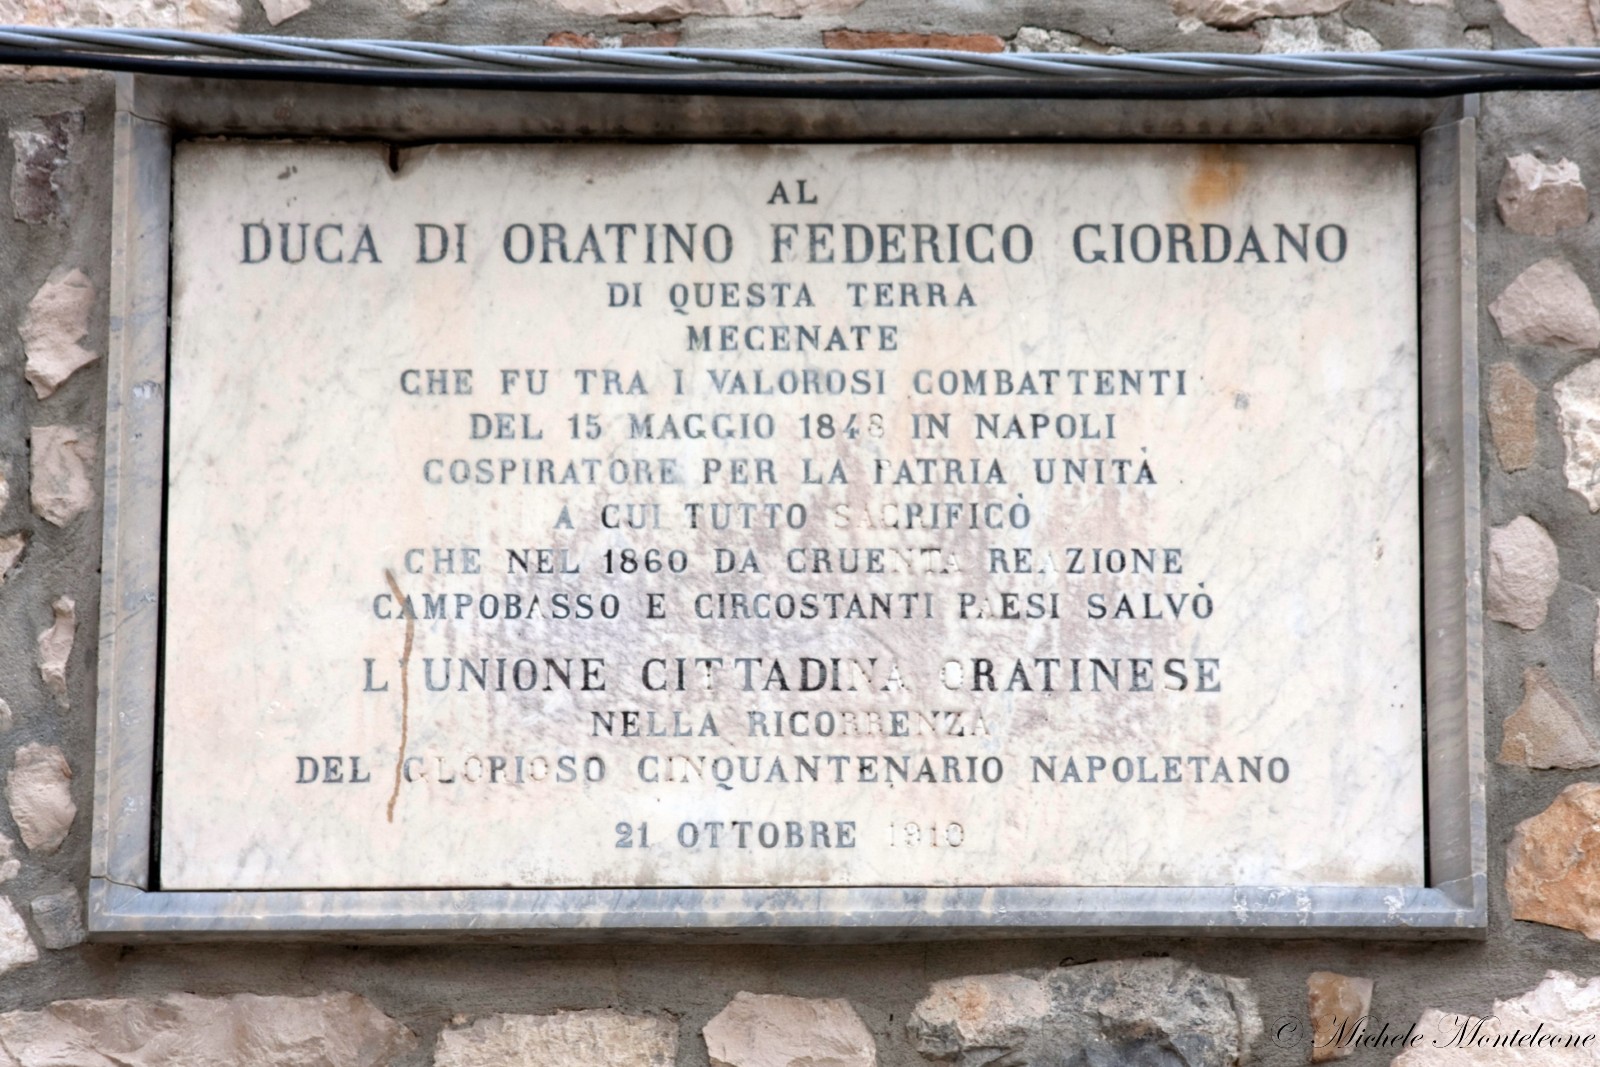 AL
DUCA DI ORATINO FEDERICO GIORDANO
DI QUESTA TERRA
MECENATE
CHE FU TRA I VALOROSI COMBATTENTI
DEL 15 MAGGIO 1848 IN NAPOLI
COSPIRATORE PER LA PATRIA UNITÀ
A CUI TUTTO SACRIFICÒ
CHE NEL 1860 DA CRUENTA REAZIONE
CAMPOBASSO E CIRCOSTANTI PAESI SALVÒ
L'UNIONE CITTADINA ORATINESE
NELLA RICORRENZA
DEL GLORIOSO CINQUANTENARIO NAPOLETANO
21 OTTOBRE 1910
© Michele Monteleone